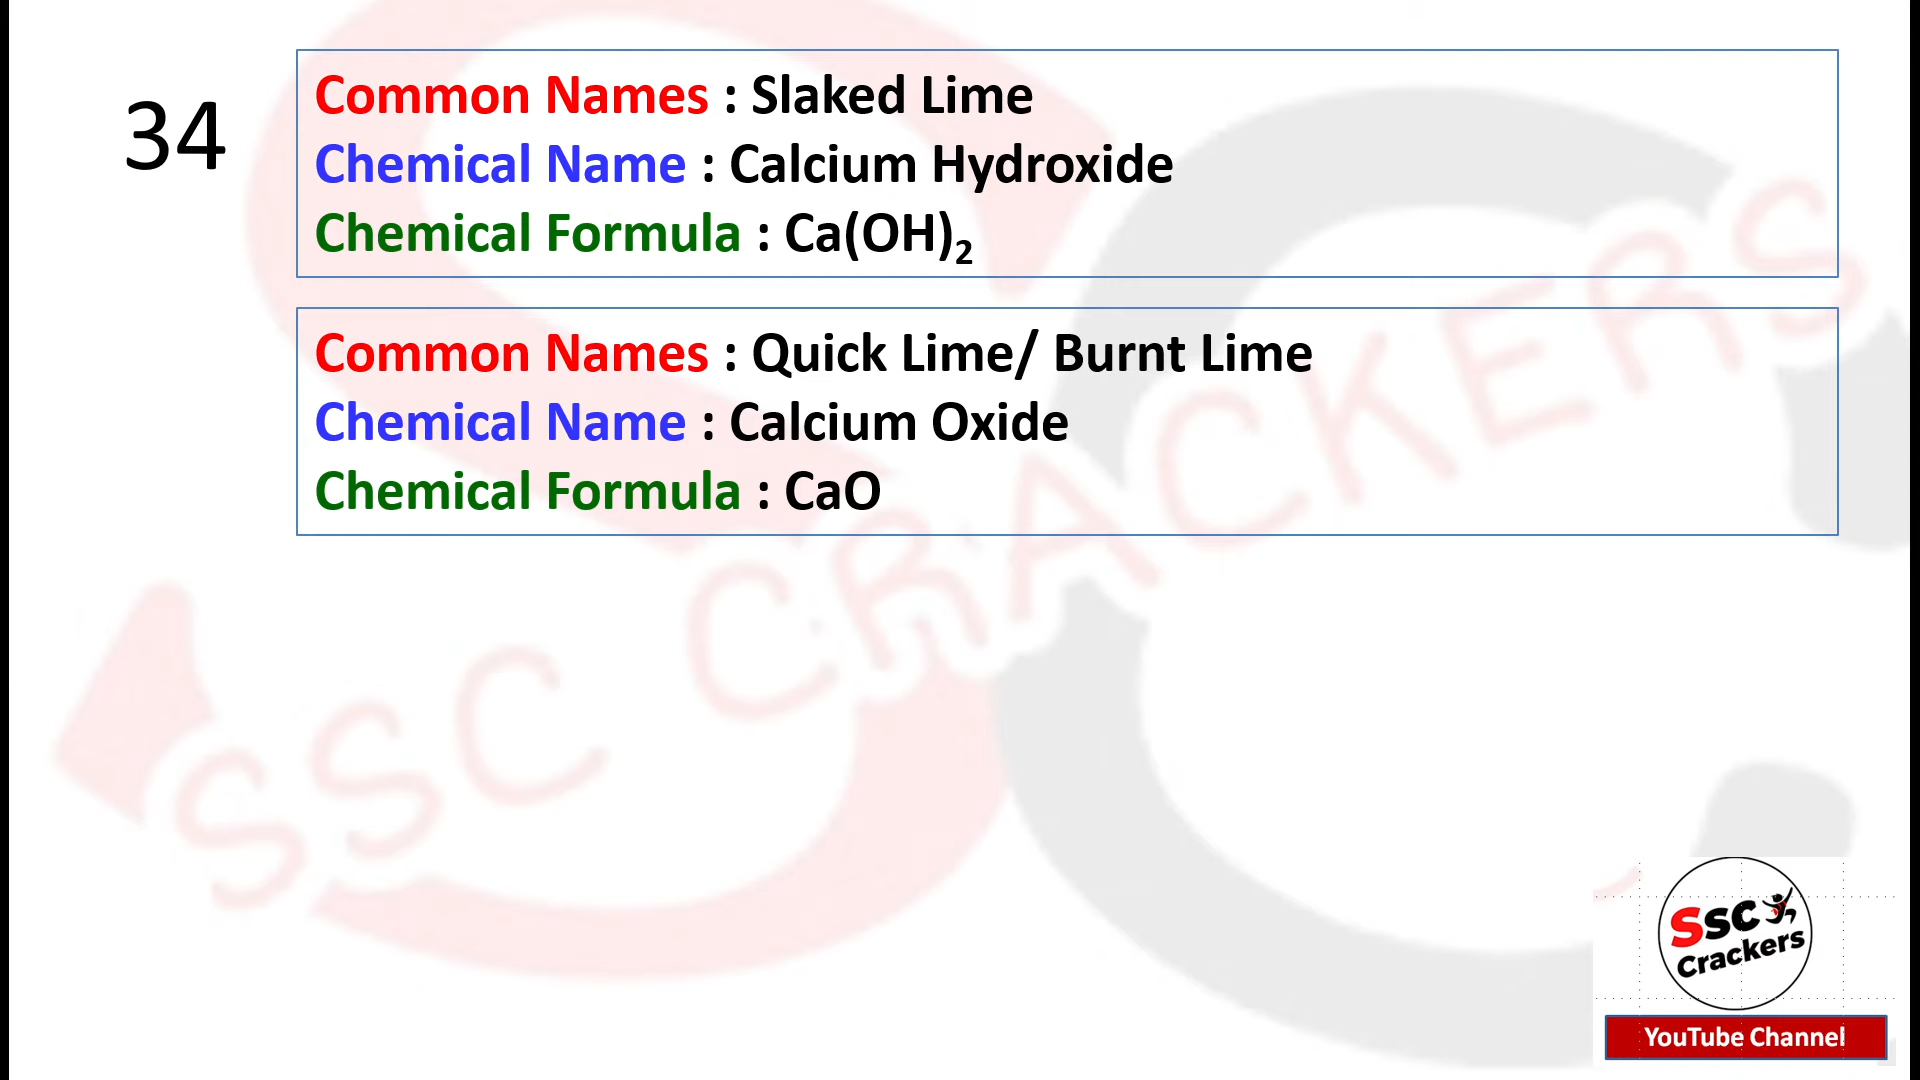 34
Common Names : Slaked Lime
Chemical Name : Calcium Hydroxide
Chemical Formula : Ca(OH)₂
Common Names : Quick Lime/ Burnt Lime
Chemical Name : Calcium Oxide
Chemical Formula : CaO
SSC CRACKERS
SSC
Crackers
YouTube Channel